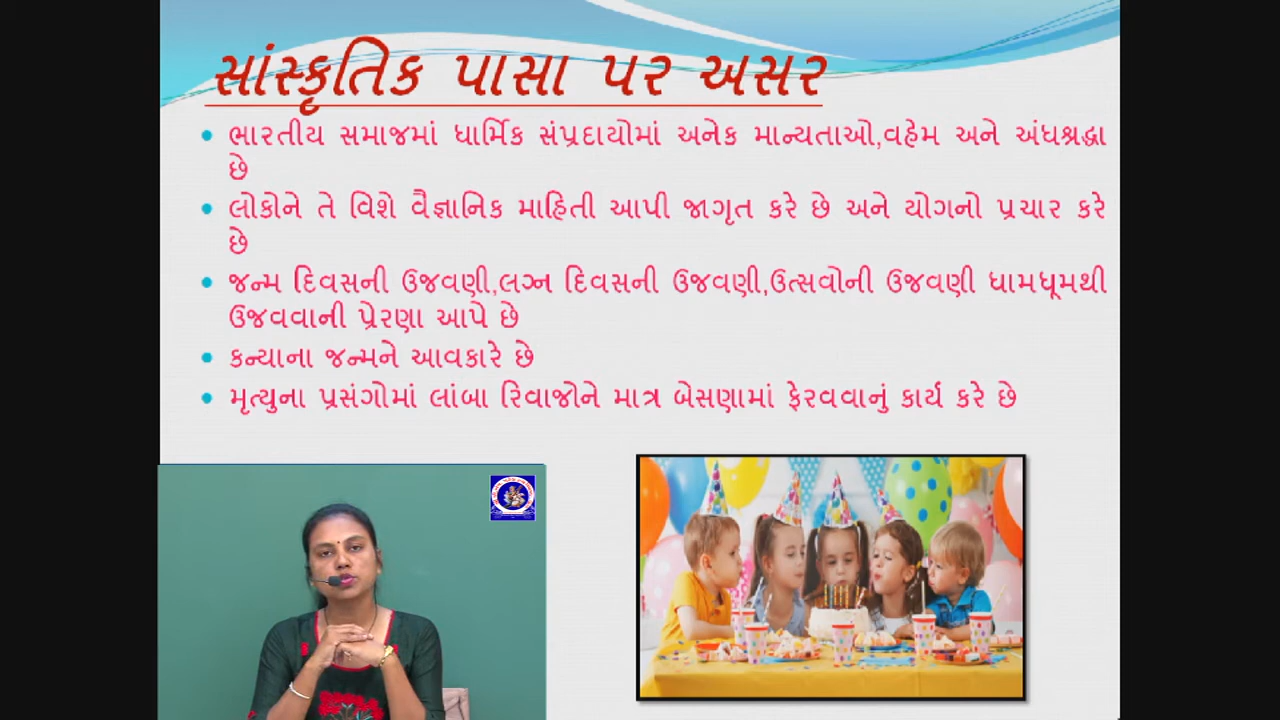 સાંસ્કૃતિક પાસા પર અસર
ભારતીય સમાજમાં ધાર્મિક સંપ્રદાયોમાં અનેક માન્યતાઓ,વહેમ અને અંધશ્રદ્ધા
છે
લોકોને તે વિશે વૈજ્ઞાનિક માહિતી આપી જાગૃત કરે છે અને યોગનો પ્રચાર કરે
છે
જન્મ દિવસની ઉજવણી,લગ્ન દિવસની ઉજવણી,ઉત્સવોની ઉજવણી ધામધૂમથી
ઉજવવાની પ્રેરણા આપે છે
કન્યાના જન્મને આવકારે છે
મૃત્યુના પ્રસંગોમાં લાંબા રિવાજોને માત્ર બેસણામાં ફેરવવાનું કાર્ય કરે છે